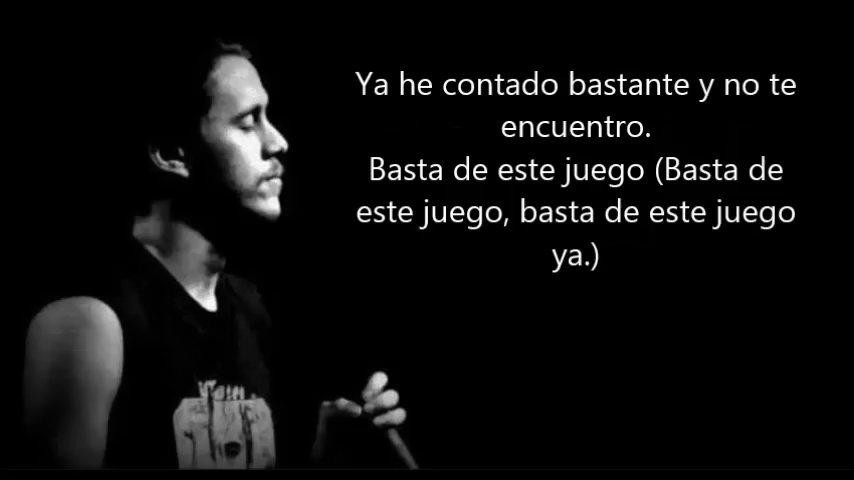 Ya he contado bastante y no te
encuentro.
Basta de este juego (Basta de
este juego, basta de este juego
ya.)